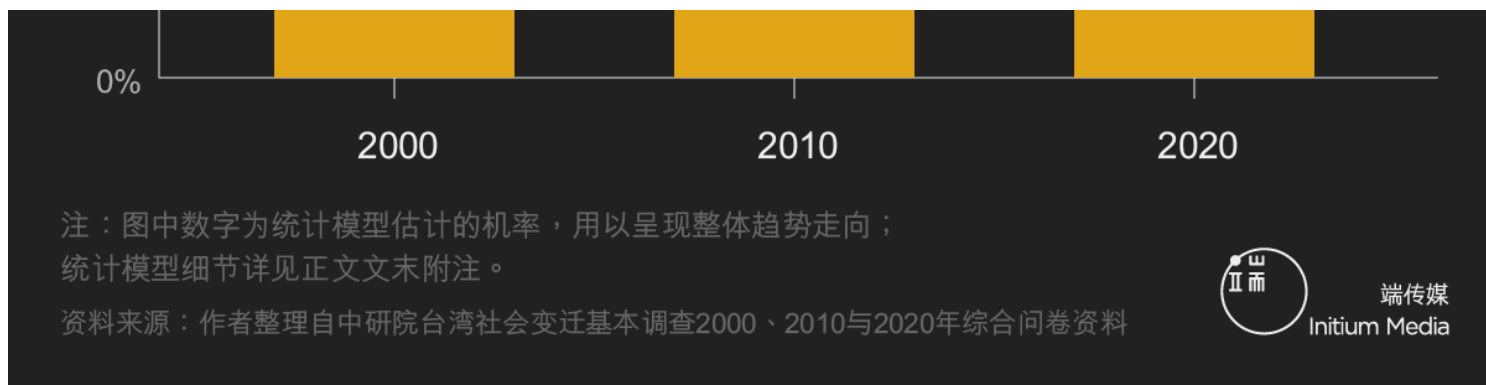 0%
2000
2010
2020
注：图中数字为统计模型估计的机率，用以呈现整体趋势走向；
统计模型细节详见正文文末附注。
资料来源：作者整理自中研院台湾社会变迁基本调查2000、2010与2020年综合问卷资料
端
端传媒
Initium Media